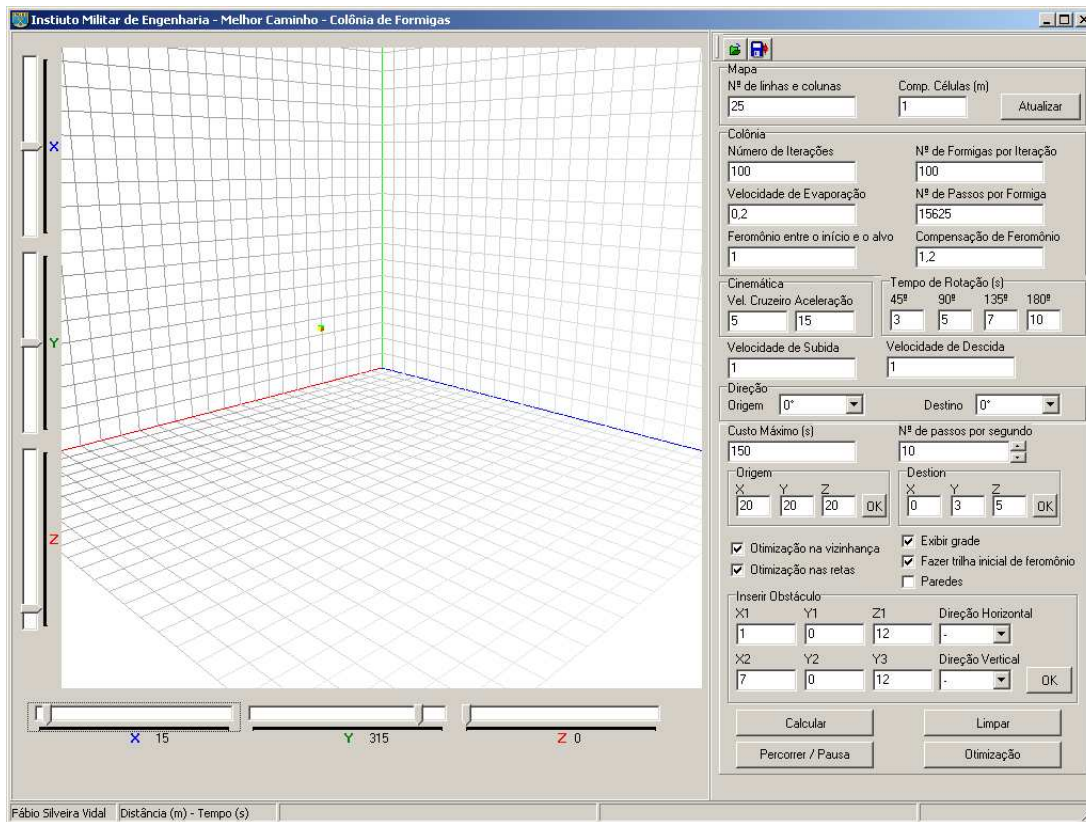 Instiuto Militar de Engenharia - Melhor Caminho - Colônia de Formigas
Mapa
Nº de linhas e colunas Comp. Células (m)
25 1 Atualizar
Colônia
Número de Iterações Nº de Formigas por Iteração
100 100
Velocidade de Evaporação Nº de Passos por Formiga
0,2 15625
Feromônio entre o início e o alvo Compensação de Feromônio
1 1,2
Cinemática Tempo de Rotação (s)
Vel. Cruzeiro Aceleração 45º 90º 135º 180º
5 15 3 5 7 10
Velocidade de Subida Velocidade de Descida
1 1
Direção
Origem 0° Destino 0°
Custo Máximo (s) Nº de passos por segundo
150 10
Origem Destion
X Y Z X Y Z
20 20 20 OK 0 3 5 OK
Otimização na vizinhança
Otimização nas retas
Exibir grade
Fazer trilha inicial de feromônio
Paredes
Inserir Obstáculo
X1 Y1 Z1 Direção Horizontal
1 0 12 -
X2 Y2 Y3 Direção Vertical
7 0 12 - OK
Calcular Limpar
Percorrer / Pausa Otimização
X
Y
Z
X 15 Y 315 Z 0
Fábio Silveira Vidal Distância (m) - Tempo (s)